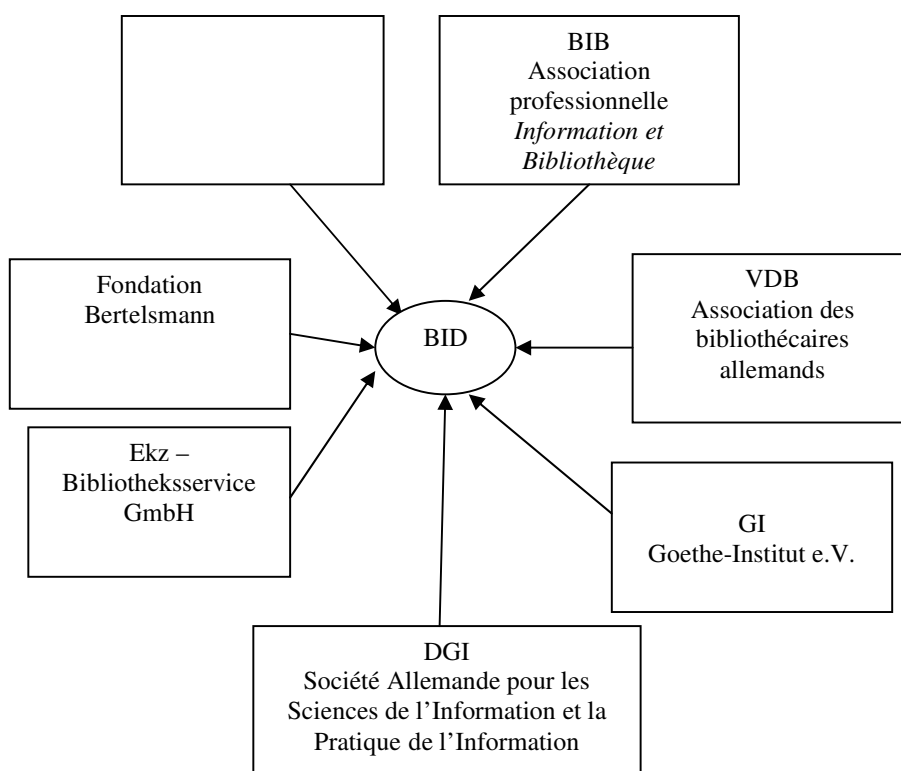 BIB
Association
professionnelle
Information et
Bibliothèque
Fondation
Bertelsmann
BID
VDB
Association des
bibliothécaires
allemands
Ekz –
Bibliotheksservice
GmbH
GI
Goethe-Institut e.V.
DGI
Société Allemande pour les
Sciences de l’Information et la
Pratique de l’Information